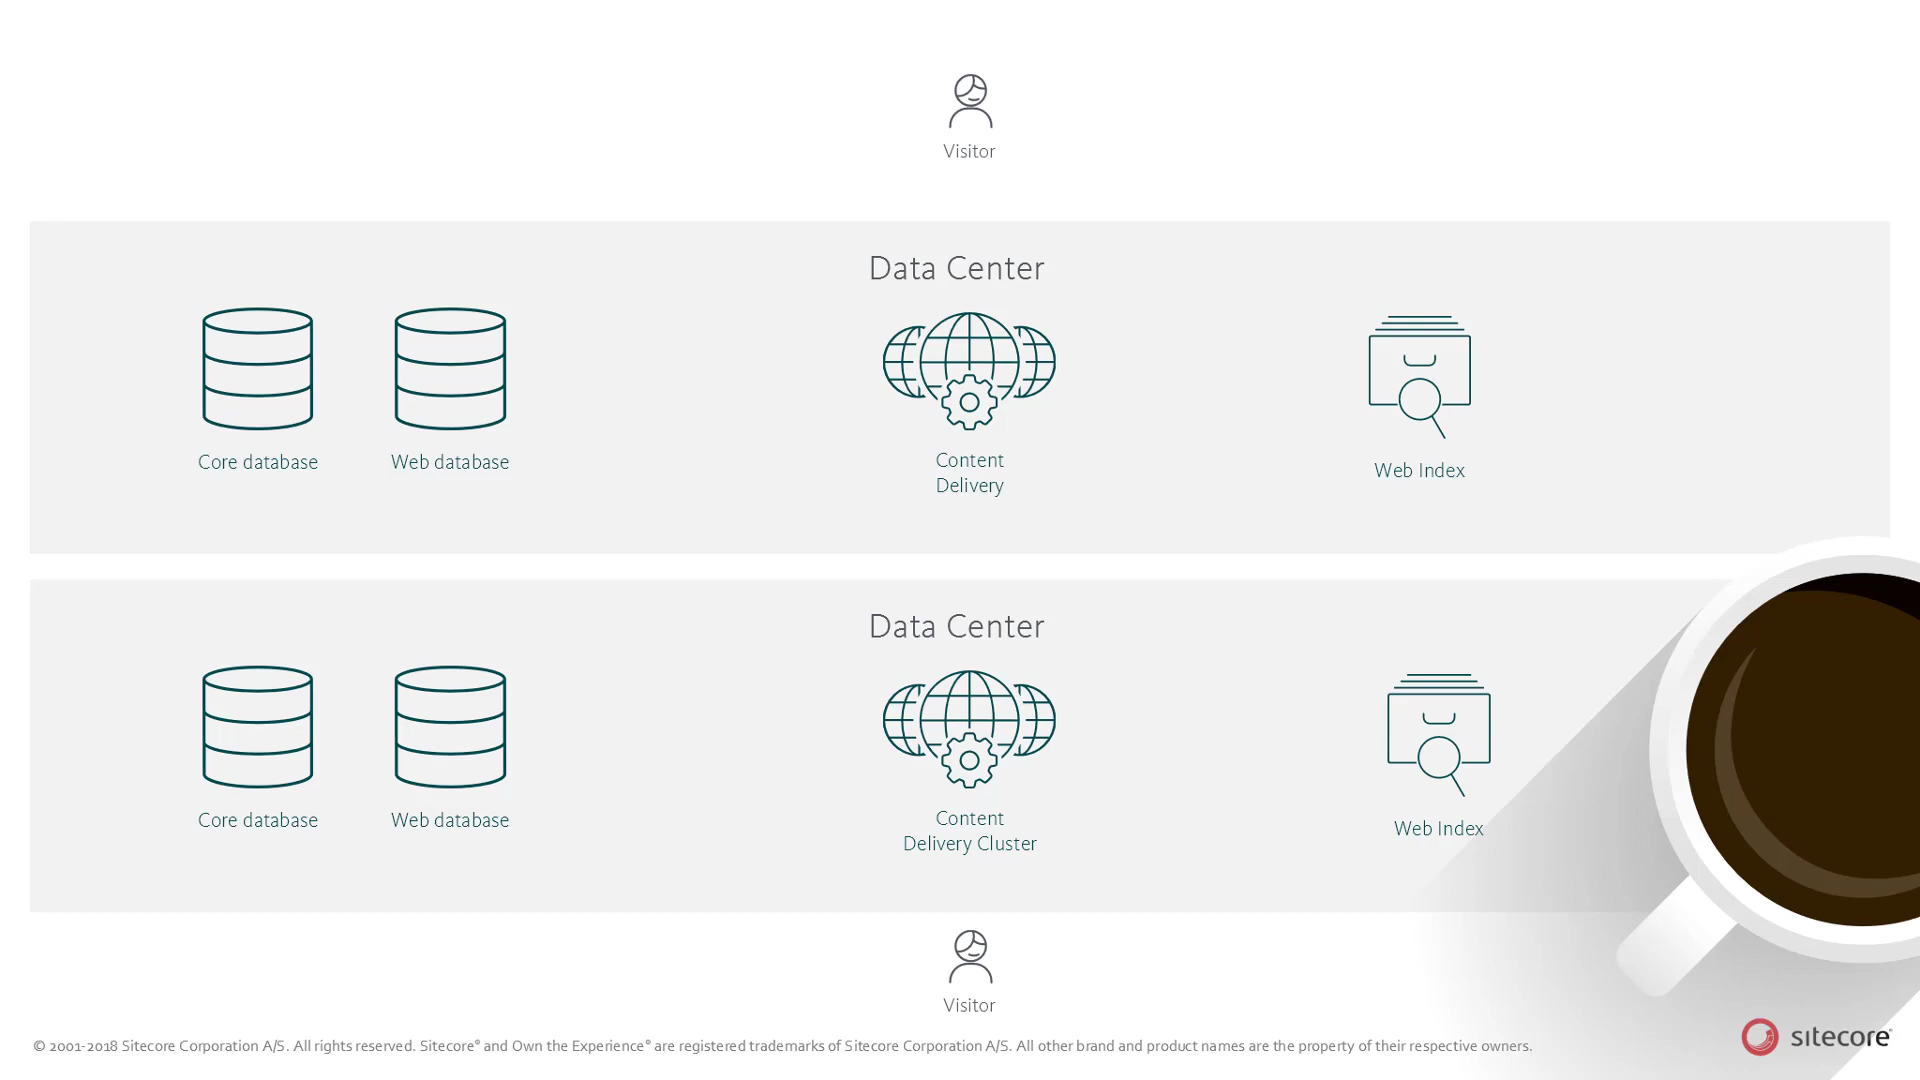 Visitor
Data Center
Core database
Web database
Content
Delivery
Web Index
Data Center
Core database
Web database
Content
Delivery Cluster
Web Index
Visitor
© 2001-2018 Sitecore Corporation A/S. All rights reserved. Sitecore® and Own the Experience® are registered trademarks of Sitecore Corporation A/S. All other brand and product names are the property of their respective owners.
sitecore®